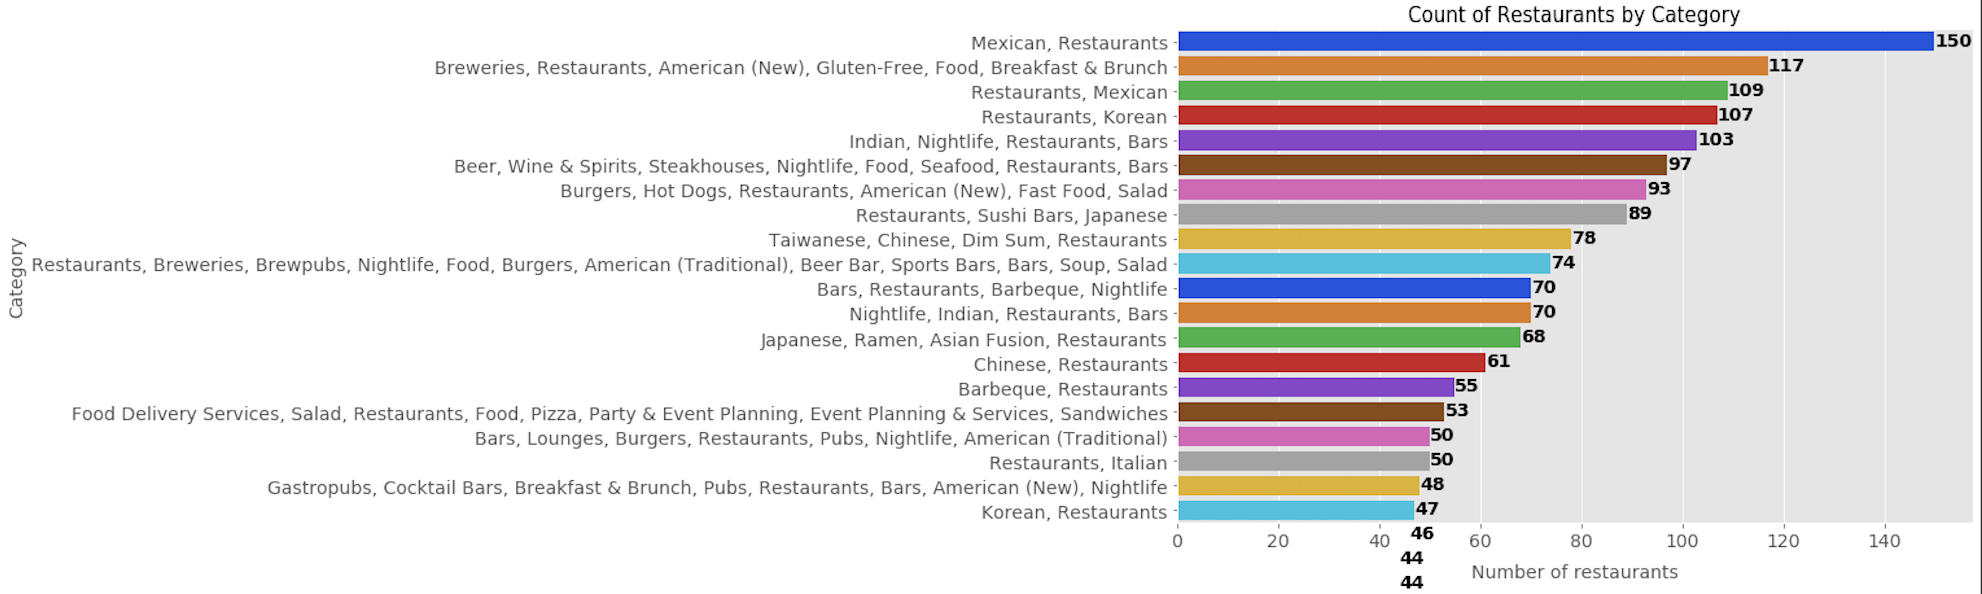 Count of Restaurants by Category
Category
Mexican, Restaurants 150
Breweries, Restaurants, American (New), Gluten-Free, Food, Breakfast & Brunch 117
Restaurants, Mexican 109
Restaurants, Korean 107
Indian, Nightlife, Restaurants, Bars 103
Beer, Wine & Spirits, Steakhouses, Nightlife, Food, Seafood, Restaurants, Bars 97
Burgers, Hot Dogs, Restaurants, American (New), Fast Food, Salad 93
Restaurants, Sushi Bars, Japanese 89
Taiwanese, Chinese, Dim Sum, Restaurants 78
Restaurants, Breweries, Brewpubs, Nightlife, Food, Burgers, American (Traditional), Beer Bar, Sports Bars, Bars, Soup, Salad 74
Bars, Restaurants, Barbeque, Nightlife 70
Nightlife, Indian, Restaurants, Bars 70
Japanese, Ramen, Asian Fusion, Restaurants 68
Chinese, Restaurants 61
Barbeque, Restaurants 55
Food Delivery Services, Salad, Restaurants, Food, Pizza, Party & Event Planning, Event Planning & Services, Sandwiches 53
Bars, Lounges, Burgers, Restaurants, Pubs, Nightlife, American (Traditional) 50
Restaurants, Italian 50
Gastropubs, Cocktail Bars, Breakfast & Brunch, Pubs, Restaurants, Bars, American (New), Nightlife 48
Korean, Restaurants 47
46
0 20 40 60 80 100 120 140
44
Number of restaurants
44